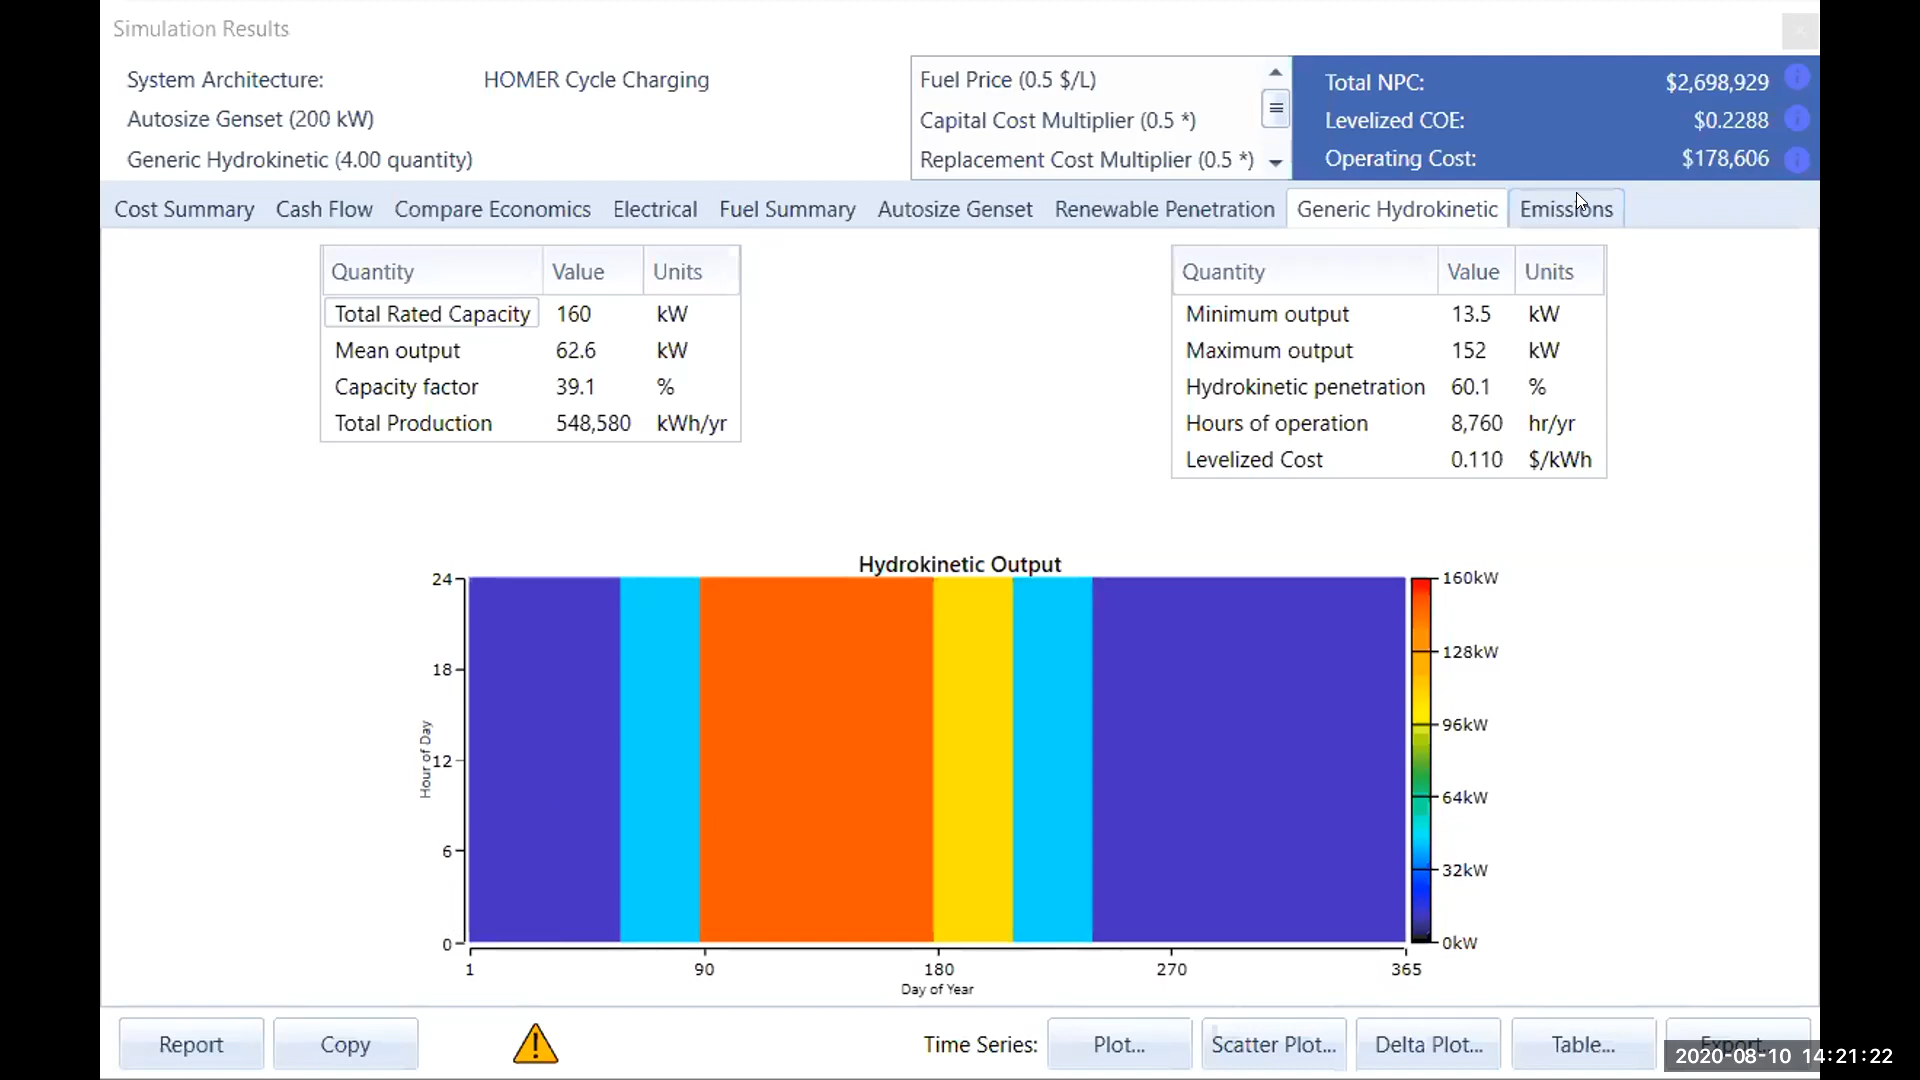 Simulation Results
System Architecture: HOMER Cycle Charging
Autosize Genset (200 kW)
Generic Hydrokinetic (4.00 quantity)
Fuel Price (0.5 $/L)
Capital Cost Multiplier (0.5 *)
Replacement Cost Multiplier (0.5 *)
Total NPC: $2,698,929
Levelized COE: $0.2288
Operating Cost: $178,606
Cost Summary Cash Flow Compare Economics Electrical Fuel Summary Autosize Genset Renewable Penetration Generic Hydrokinetic Emissions
Quantity Value Units
Total Rated Capacity 160 kW
Mean output 62.6 kW
Capacity factor 39.1 %
Total Production 548,580 kWh/yr
Quantity Value Units
Minimum output 13.5 kW
Maximum output 152 kW
Hydrokinetic penetration 60.1 %
Hours of operation 8,760 hr/yr
Levelized Cost 0.110 $/kWh
Hydrokinetic Output
24
18
12
6
0
Hour of Day
1 90 180 270 365
Day of Year
160kW
128kW
96kW
64kW
32kW
0kW
Report Copy Time Series: Plot... Scatter Plot... Delta Plot... Table... Export...
2020-08-10 14:21:22